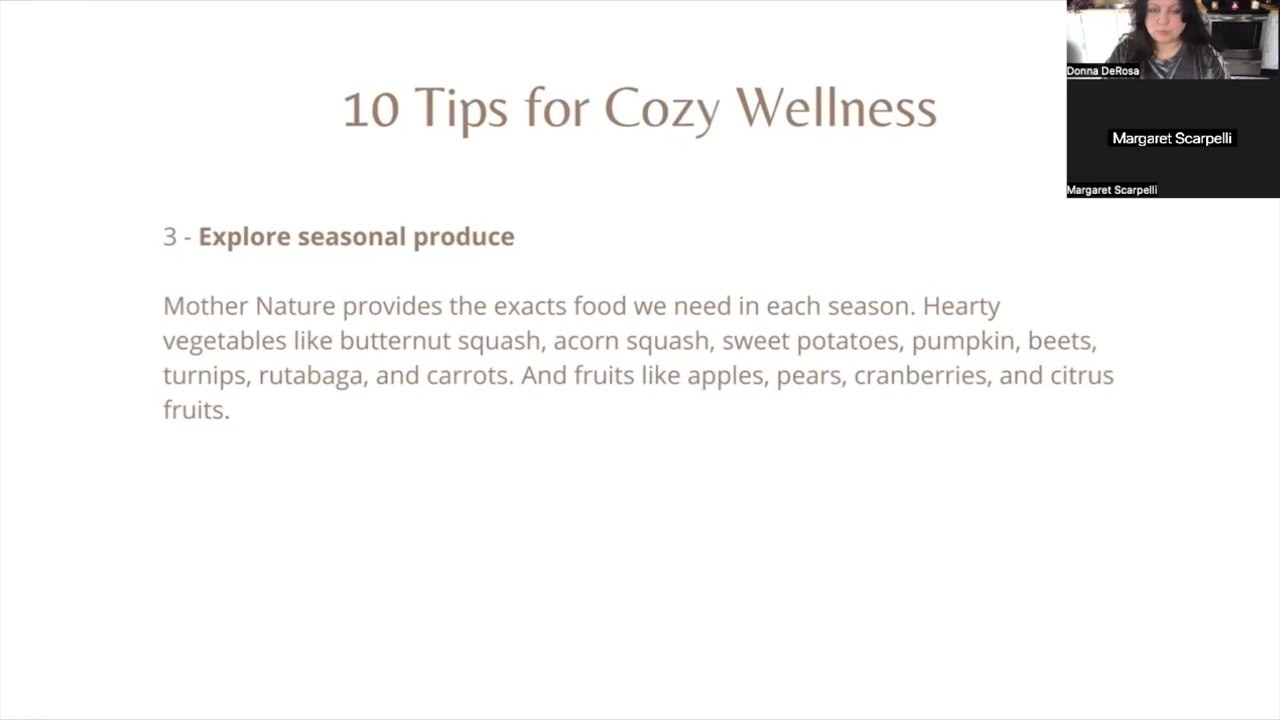 10 Tips for Cozy Wellness
3 - Explore seasonal produce
Mother Nature provides the exacts food we need in each season. Hearty
vegetables like butternut squash, acorn squash, sweet potatoes, pumpkin, beets,
turnips, rutabaga, and carrots. And fruits like apples, pears, cranberries, and citrus
fruits.
Donna DeRosa
Margaret Scarpelli
Margaret Scarpelli